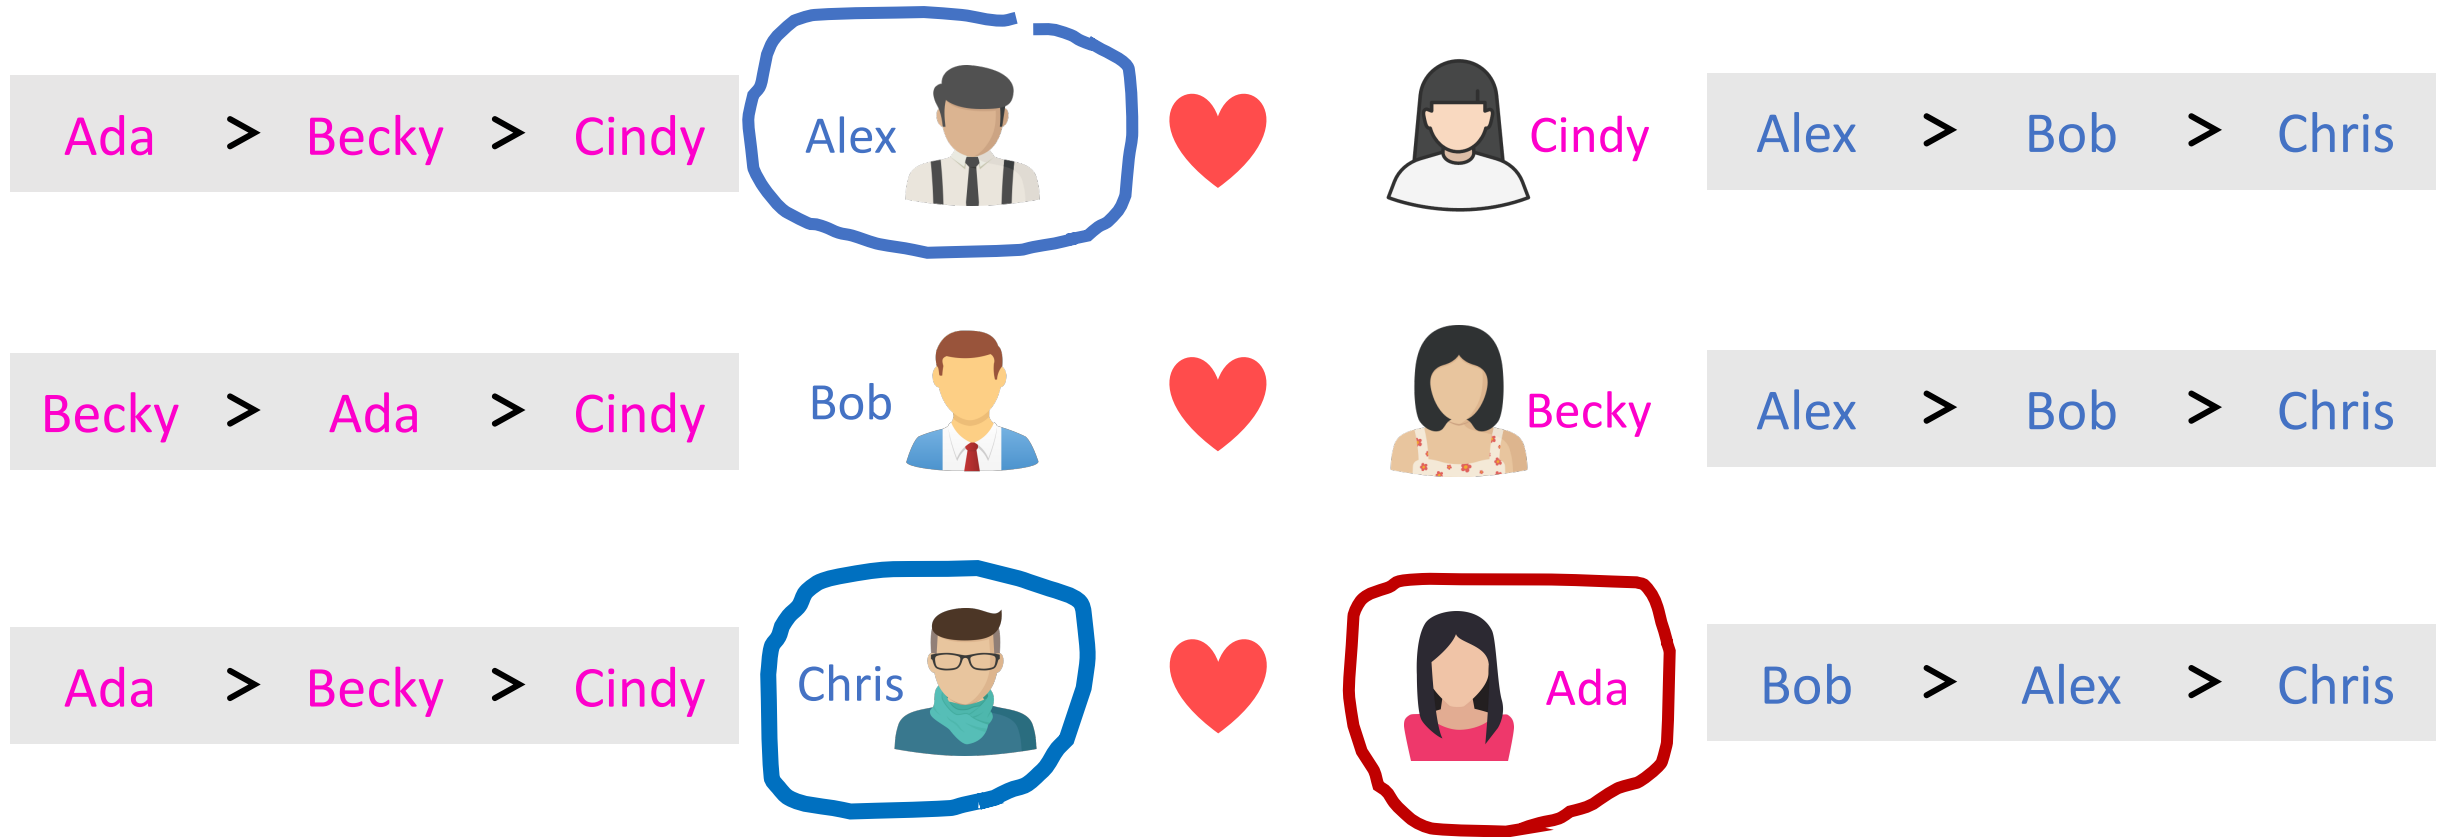 Ada > Becky > Cindy Alex Cindy Alex > Bob > Chris
Becky > Ada > Cindy Bob Becky Alex > Bob > Chris
Ada > Becky > Cindy Chris Ada Bob > Alex > Chris